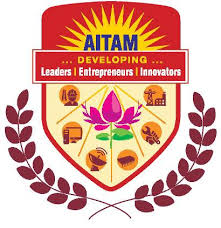 AITAM
... DEVELOPING ...
Leaders | Entrepreneurs | Innovators